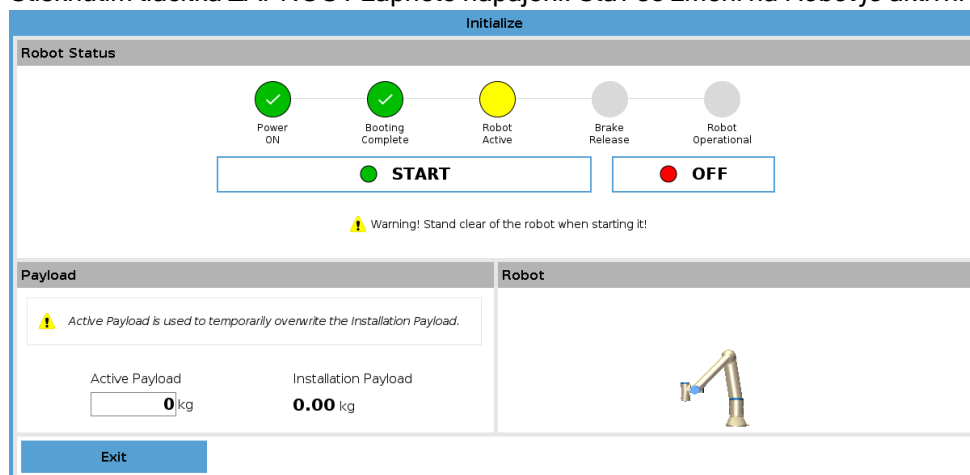 Initialize
Robot Status
Power ON
Booting Complete
Robot Active
Brake Release
Robot Operational
START
OFF
Warning! Stand clear of the robot when starting it!
Payload
Robot
Active Payload is used to temporarily overwrite the Installation Payload.
Active Payload
Installation Payload
0 kg
0.00 kg
Exit